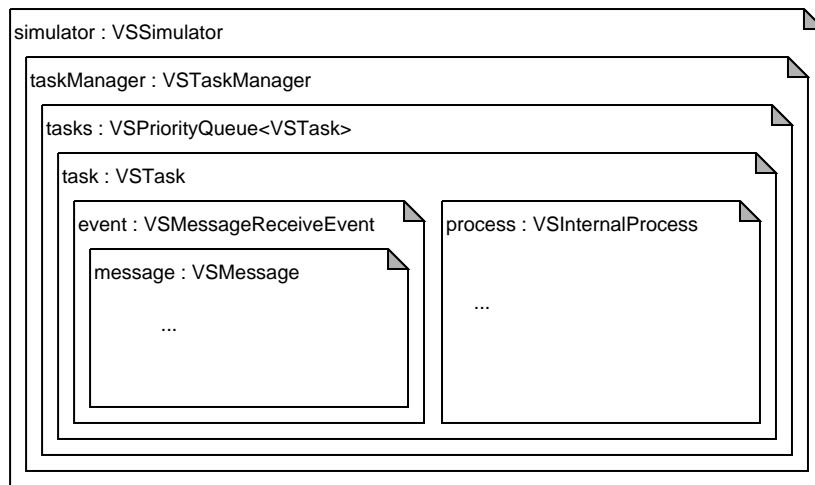 simulator : VSSimulator
taskManager : VSTaskManager
tasks : VSPriorityQueue<VSTask>
task : VSTask
event : VSMessageReceiveEvent
process : VSInternalProcess
message : VSMessage
...
...